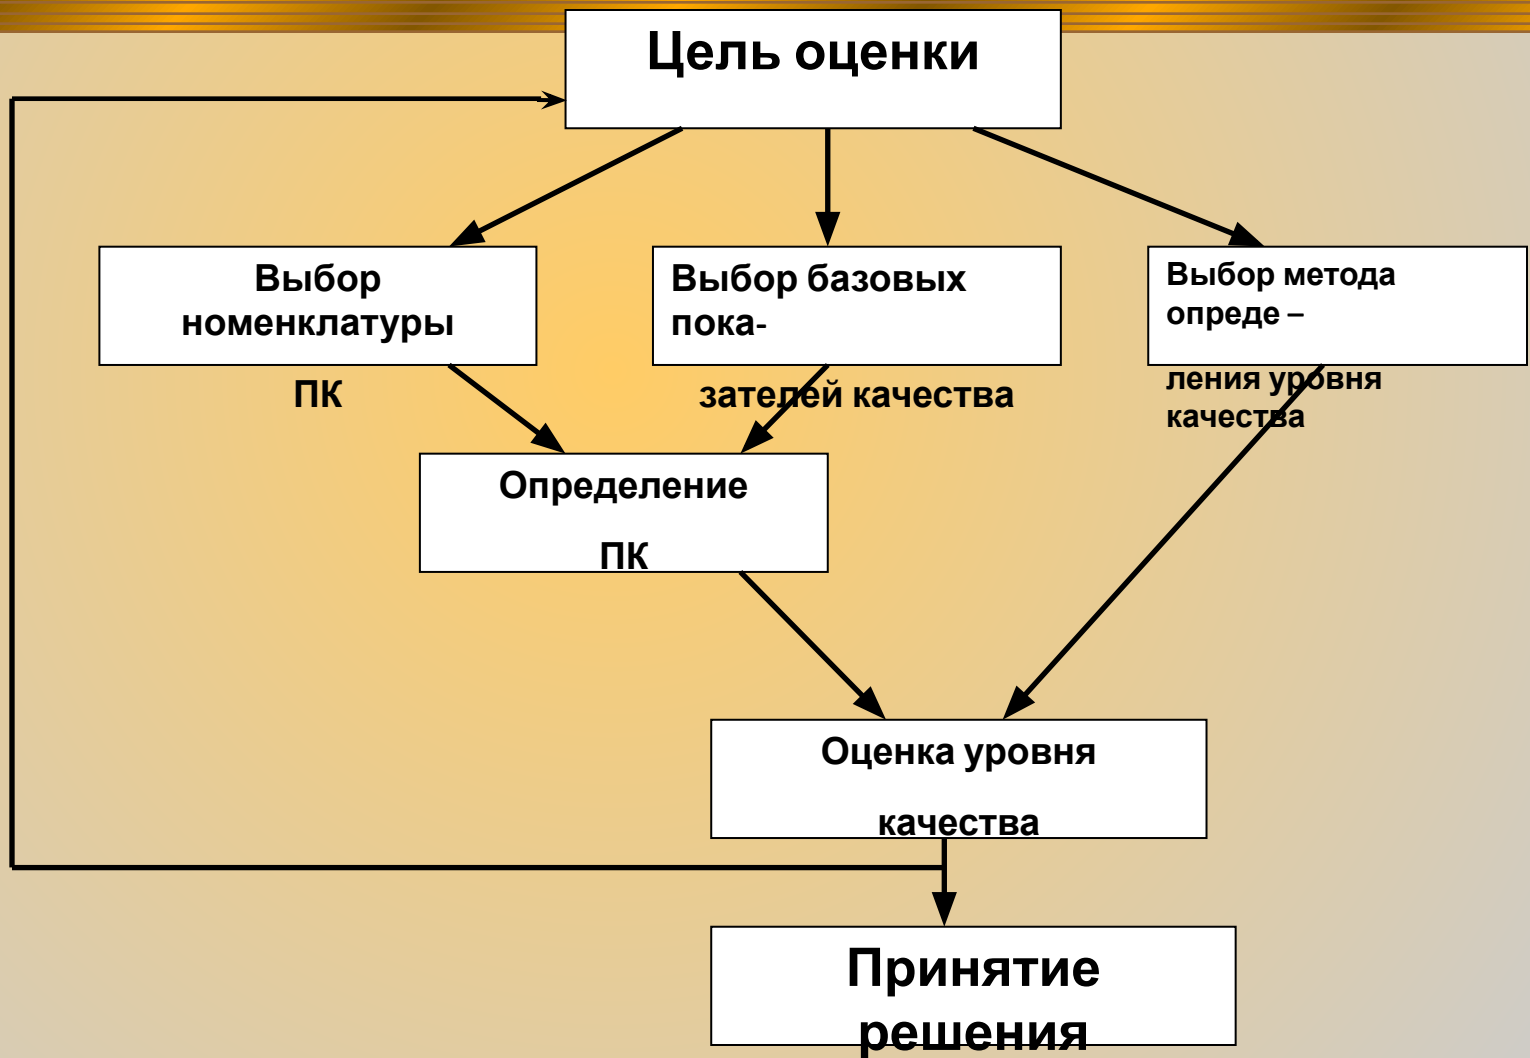 Цель оценки
Выбор
номенклатуры
ПК
Выбор базовых
пока-
зателей качества
Выбор метода
опреде –
ления уровня
качества
Определение
ПК
Оценка уровня
качества
Принятие
решения